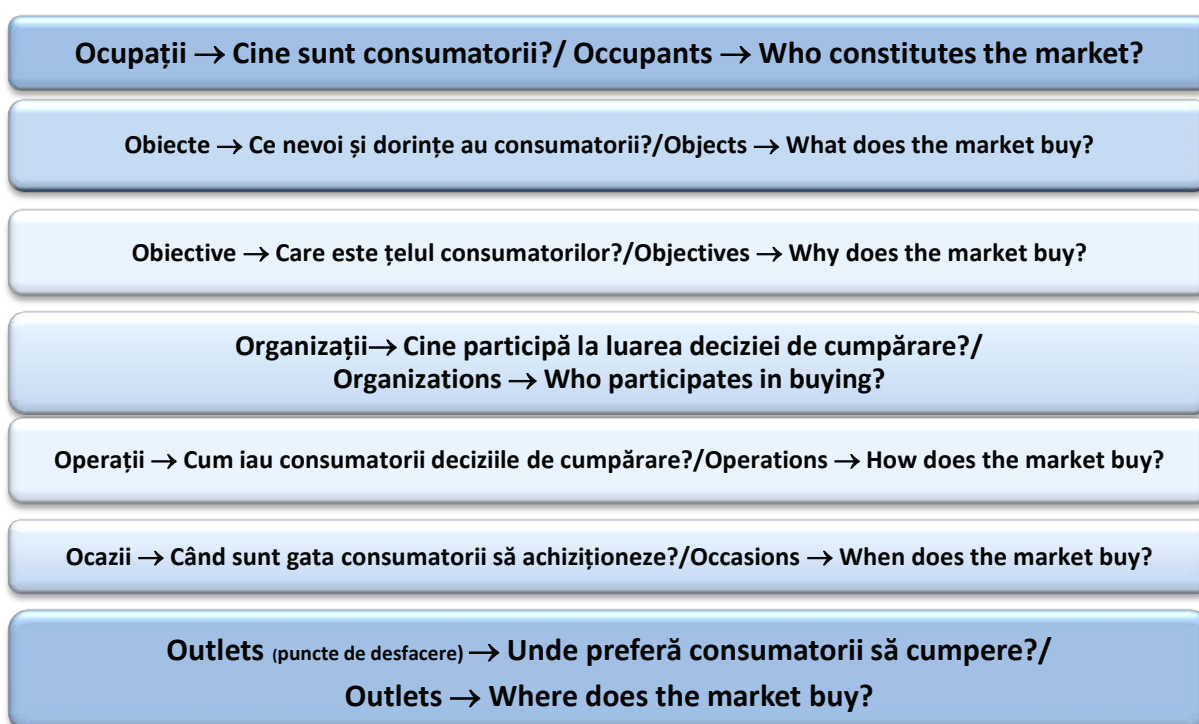 Ocupații → Cine sunt consumatorii?/ Occupants → Who constitutes the market?
Obiecte → Ce nevoi și dorințe au consumatorii?/Objects → What does the market buy?
Obiective → Care este țelul consumatorilor?/Objectives → Why does the market buy?
Organizații→ Cine participă la luarea deciziei de cumpărare?/
Organizations → Who participates in buying?
Operații → Cum iau consumatorii deciziile de cumpărare?/Operations → How does the market buy?
Ocazii → Când sunt gata consumatorii să achiziționeze?/Occasions → When does the market buy?
Outlets (puncte de desfacere) → Unde preferă consumatorii să cumpere?/
Outlets → Where does the market buy?